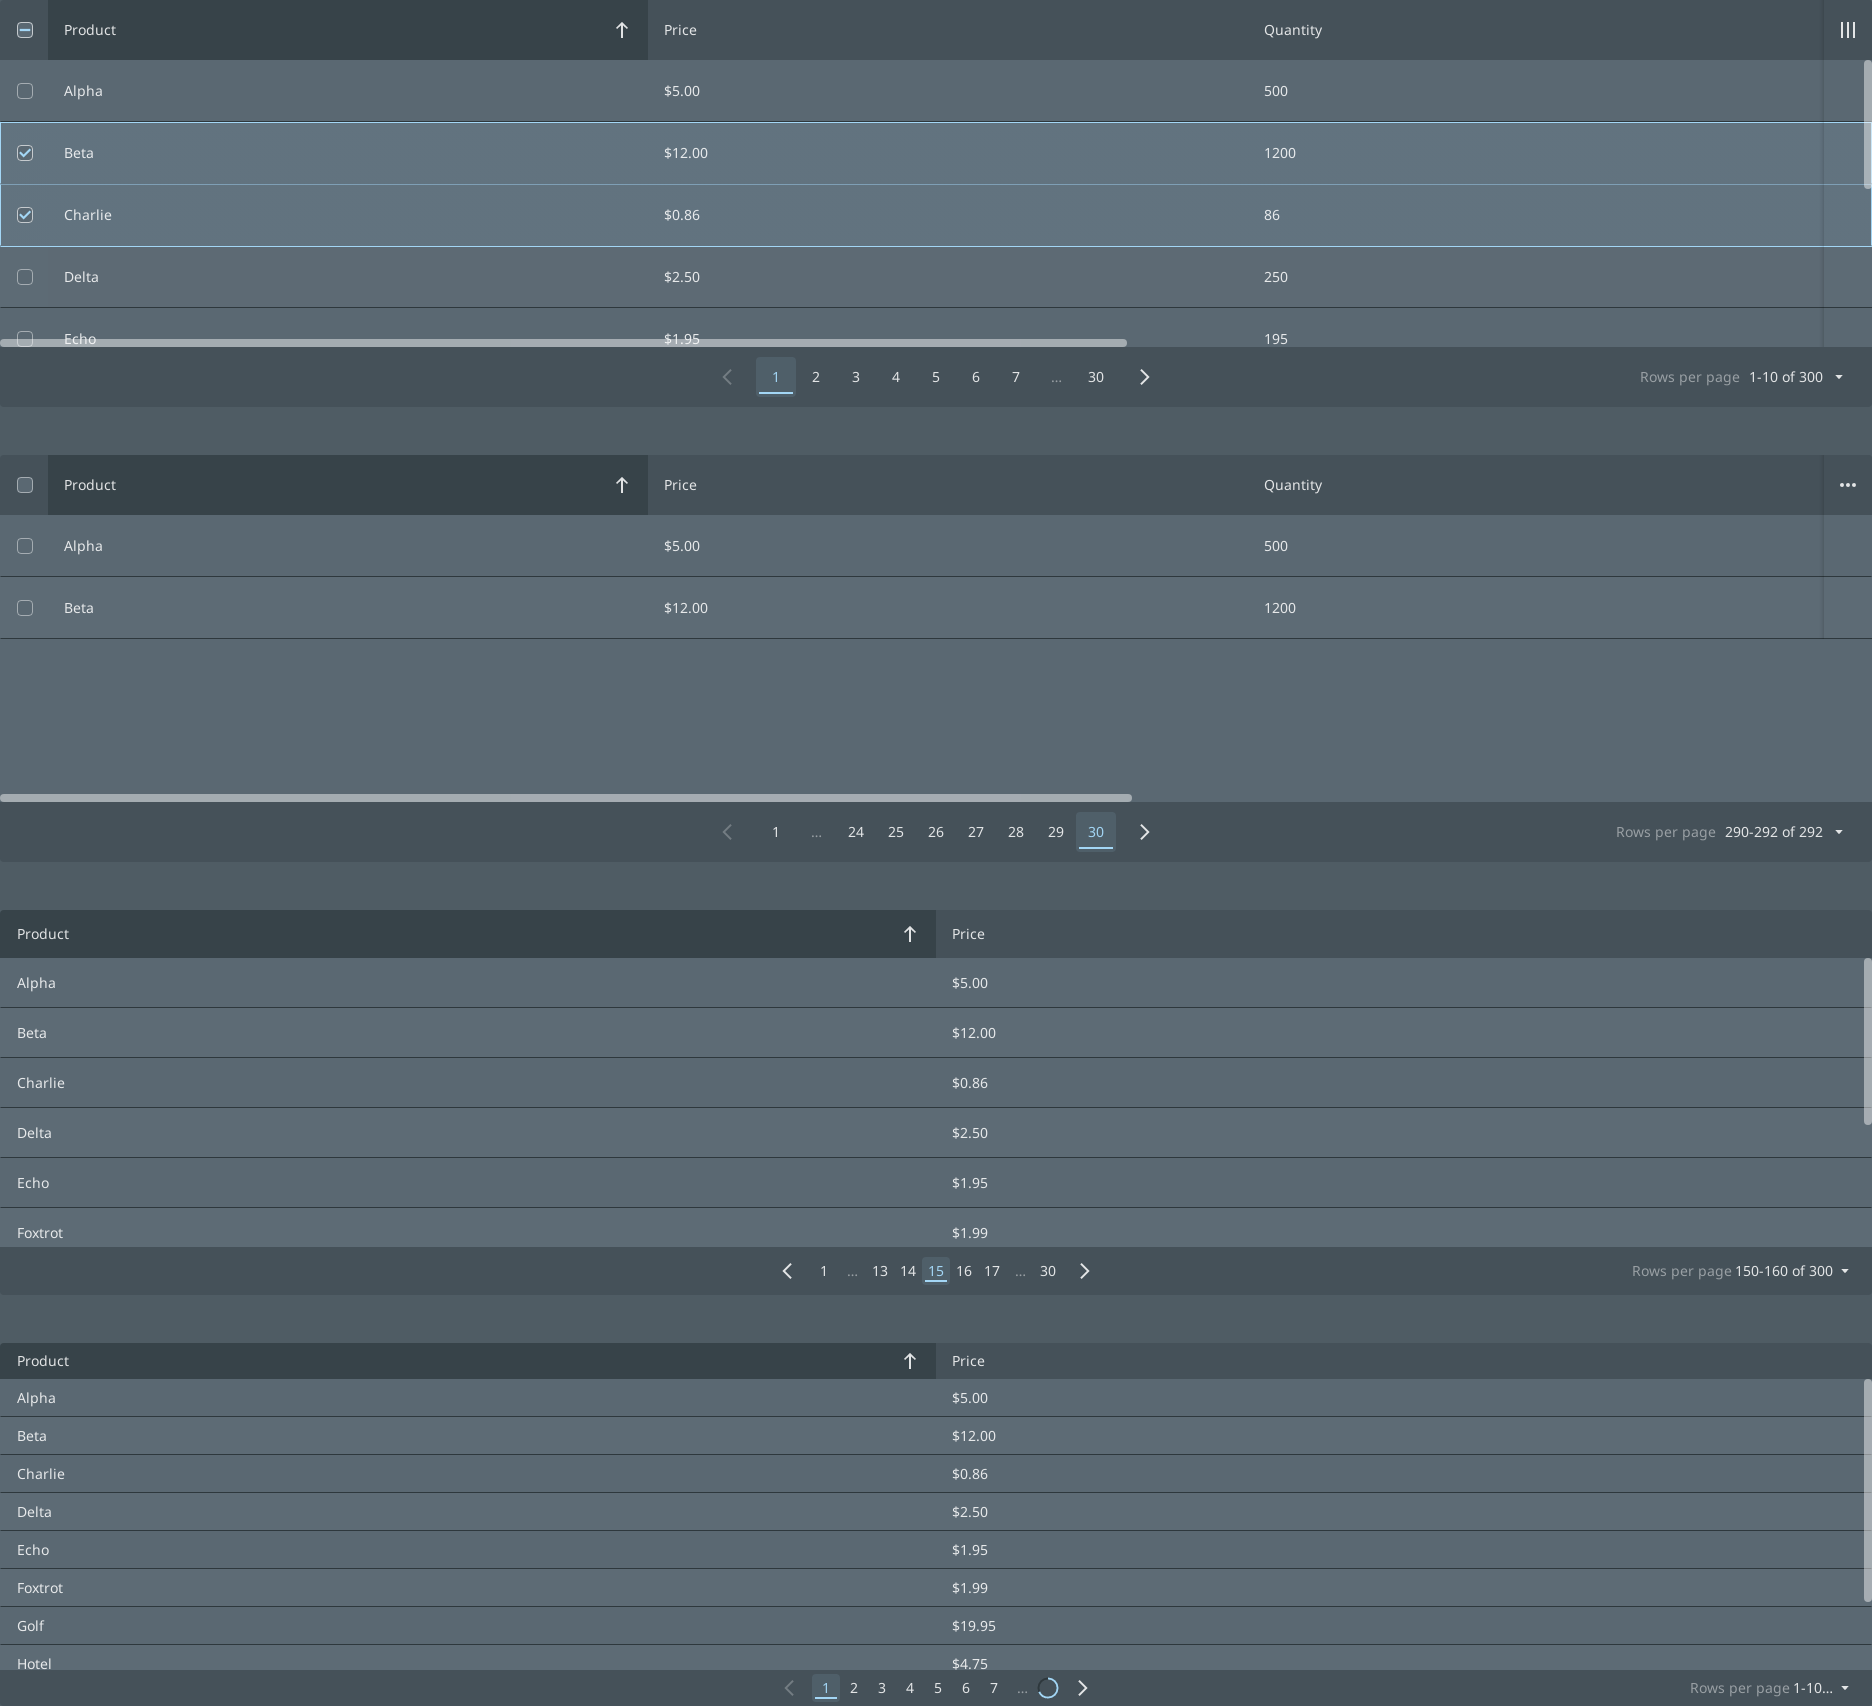 Product Price Quantity
Alpha $5.00 500
Beta $12.00 1200
Charlie $0.86 86
Delta $2.50 250
Echo $1.95 195
1 2 3 4 5 6 7 ... 30 Rows per page 1-10 of 300
Product Price Quantity
Alpha $5.00 500
Beta $12.00 1200
1 ... 24 25 26 27 28 29 30 Rows per page 290-292 of 292
Product Price
Alpha $5.00
Beta $12.00
Charlie $0.86
Delta $2.50
Echo $1.95
Foxtrot $1.99
1 ... 13 14 15 16 17 ... 30 Rows per page 150-160 of 300
Product Price
Alpha $5.00
Beta $12.00
Charlie $0.86
Delta $2.50
Echo $1.95
Foxtrot $1.99
Golf $19.95
Hotel $4.75
1 2 3 4 5 6 7 ... Rows per page 1-10...